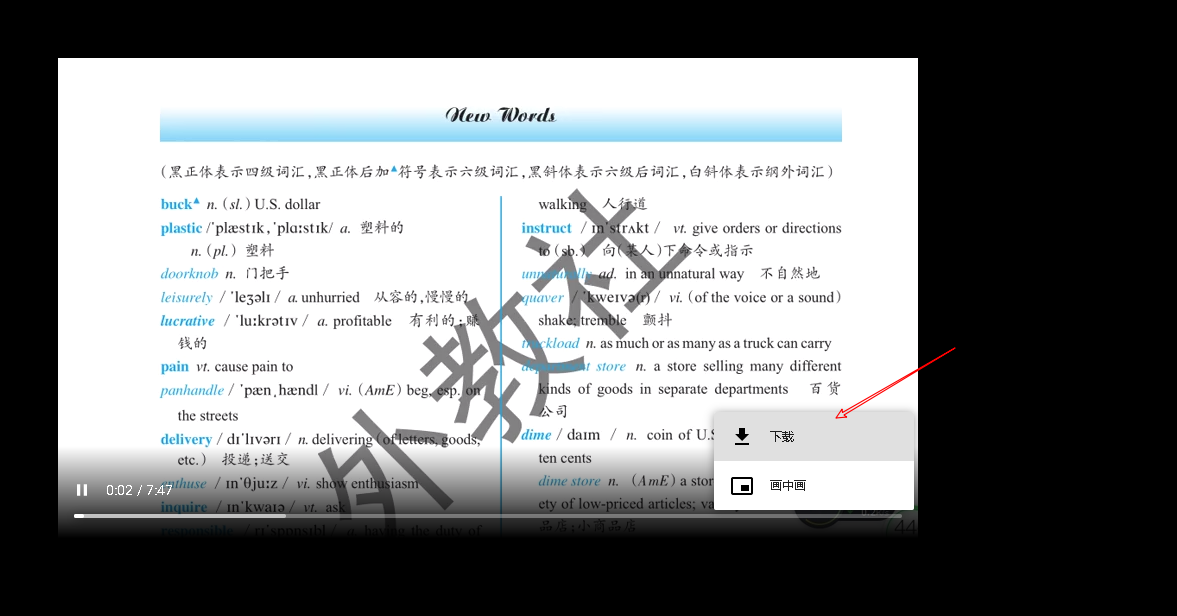 New Words
(黑正体表示四级词汇,黑正体后加▲符号表示六级词汇,黑斜体表示六级后词汇,白斜体表示纲外词汇)
buck▲ n. (sl.) U.S. dollar
plastic /ˈplæstɪk,ˈplɑːstɪk/ a. 塑料的
n. (pl.) 塑料
doorknob n. 门把手
leisurely / ˈleʒəlɪ / a. unhurried 从容的,慢慢的
lucrative / ˈluːkrətɪv / a. profitable 有利的;赚
钱的
pain vt. cause pain to
panhandle / ˈpænˌhændl / vi. (AmE) beg, esp. on
the streets
delivery / dɪˈlɪvərɪ / n. delivering (of letters, goods,
etc.) 投递;送交
enthuse / ɪnˈθjuːz / vi. show enthusiasm
inquire / ɪnˈkwaɪə / vt. ask
responsible / rɪˈspɒnsɪbl / a. having the duty of
walking 人行道
instruct / ɪnˈstrʌkt / vt. give orders or directions
to (sb.) 向(某人)下命令或指示
unnaturally ad. in an unnatural way 不自然地
quaver / ˈkweɪvə(r) / vi. (of the voice or a sound)
shake; tremble 颤抖
truckload n. as much or as many as a truck can carry
department store n. a store selling many different
kinds of goods in separate departments 百货
公司
dime / daɪm / n. coin of U.S
ten cents
dime store n. (AmE) a stor
ety of low-priced articles; va
品店;小商品店
外教社
下载
画中画
0:02 / 7:47
44